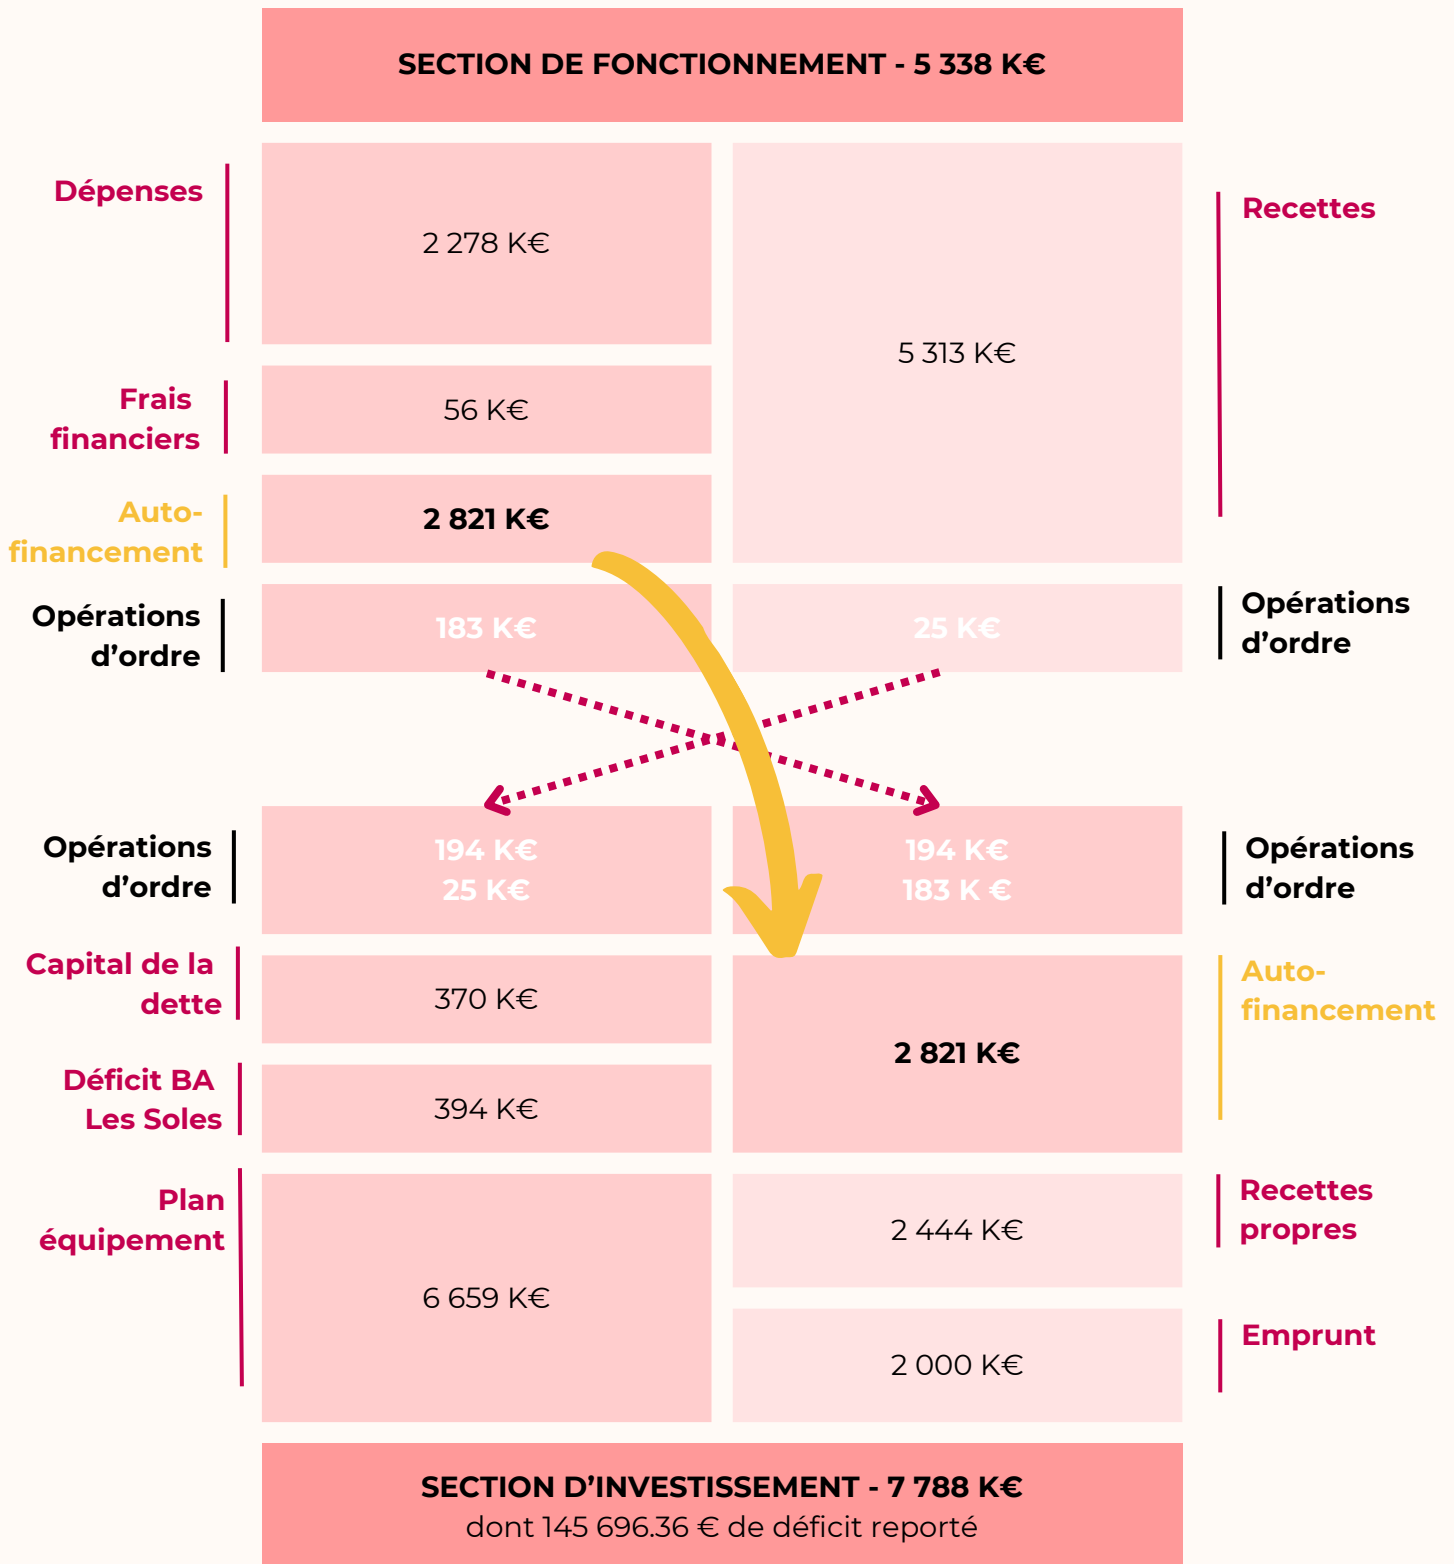 SECTION DE FONCTIONNEMENT - 5 338 K€
Dépenses
2 278 K€
Recettes
5 313 K€
Frais
financiers
56 K€
Auto-
financement
2 821 K€
Opérations
d’ordre
183 K€
25 K€
Opérations
d’ordre
Opérations
d’ordre
194 K€
25 K€
194 K€
183 K €
Opérations
d’ordre
Capital de la
dette
370 K€
Auto-
financement
2 821 K€
Déficit BA
Les Soles
394 K€
Plan
équipement
6 659 K€
2 444 K€
Recettes
propres
2 000 K€
Emprunt
SECTION D’INVESTISSEMENT - 7 788 K€
dont 145 696.36 € de déficit reporté